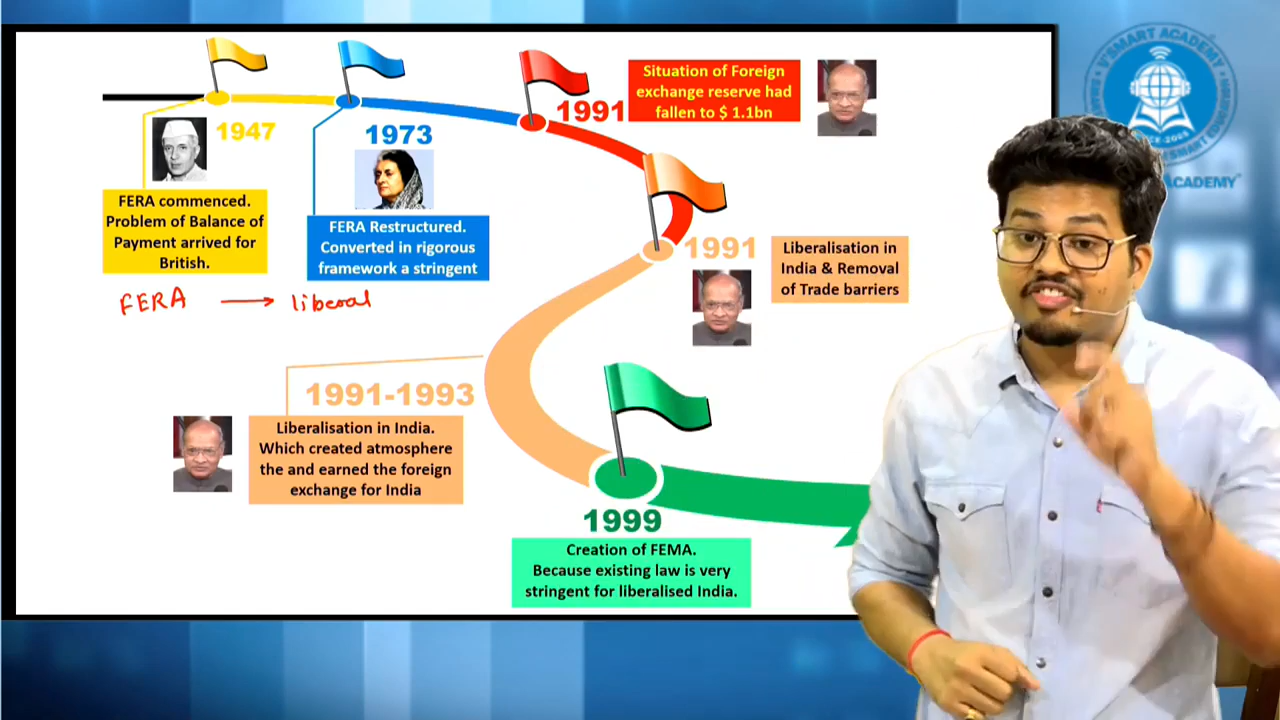 1947
FERA commenced.
Problem of Balance of
Payment arrived for
British.
1973
FERA Restructured.
Converted in rigorous
framework a stringent
FERA → liberal
1991
Situation of Foreign
exchange reserve had
fallen to $ 1.1bn
1991
Liberalisation in
India & Removal
of Trade barriers
1991-1993
Liberalisation in India.
Which created atmosphere
the and earned the foreign
exchange for India
1999
Creation of FEMA.
Because existing law is very
stringent for liberalised India.
V'SMART ACADEMY
ACADEMY